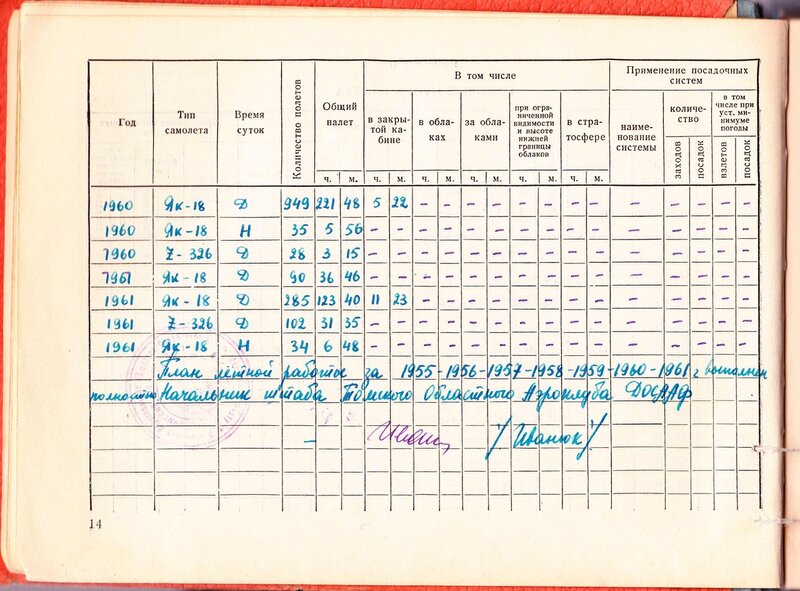 Год Тип самолета Время суток Количество полетов Общий налет В том числе Применение посадочных систем
в закрытой кабине в облаках за облаками при ограниченной видимости и высоте нижней границы облаков в стратосфере наименование системы количество в том числе при уст. минимуме погоды
заходов посадок взлетов посадок
ч. м. ч. м. ч. м. ч. м. ч. м. ч. м.
1960 Як-18 Д 949 221 48 5 22 - - - - - - - - - - - - -
1960 Як-18 Н 35 5 56 - - - - - - - - - - - - - - -
1960 Z-326 Д 28 3 15 - - - - - - - - - - - - - - -
1961 Як-18 Д 90 36 46 - - - - - - - - - - - - - - -
1961 Як-18 Д 285 123 40 11 23 - - - - - - - - - - - - -
1961 Z-326 Д 102 31 35 - - - - - - - - - - - - - - -
1961 Як-18 Н 34 6 48 - - - - - - - - - - - - - - -
План летной работы за 1955-1956-1957-1958-1959-1960-1961 г выполнен
полностью Начальник штаба Томского Областного Аэроклуба ДОСААФ
/Иванюк/
14